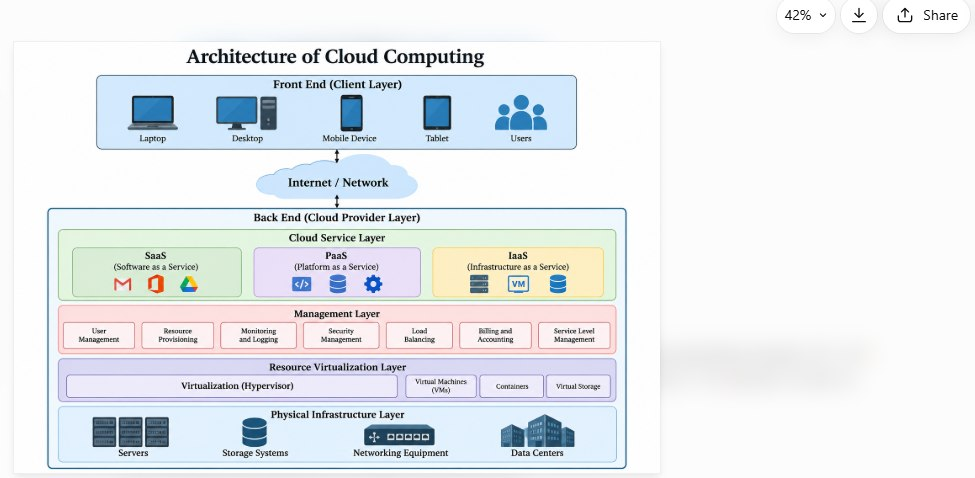 42%
Share
Architecture of Cloud Computing
Front End (Client Layer)
Laptop
Desktop
Mobile Device
Tablet
Users
Internet / Network
Back End (Cloud Provider Layer)
Cloud Service Layer
SaaS
(Software as a Service)
PaaS
(Platform as a Service)
</>
IaaS
(Infrastructure as a Service)
VM
Management Layer
User
Management
Resource
Provisioning
Monitoring
and Logging
Security
Management
Load
Balancing
Billing and
Accounting
Service Level
Management
Resource Virtualization Layer
Virtualization (Hypervisor)
Virtual Machines
(VMs)
Containers
Virtual Storage
Physical Infrastructure Layer
Servers
Storage Systems
Networking Equipment
Data Centers